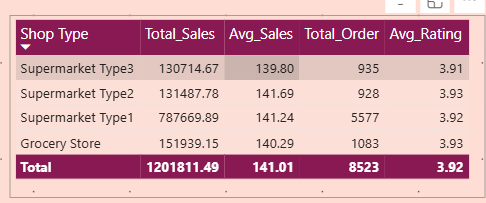 Shop Type Total_Sales Avg_Sales Total_Order Avg_Rating
Supermarket Type3 130714.67 139.80 935 3.91
Supermarket Type2 131487.78 141.69 928 3.93
Supermarket Type1 787669.89 141.24 5577 3.92
Grocery Store 151939.15 140.29 1083 3.93
Total 1201811.49 141.01 8523 3.92